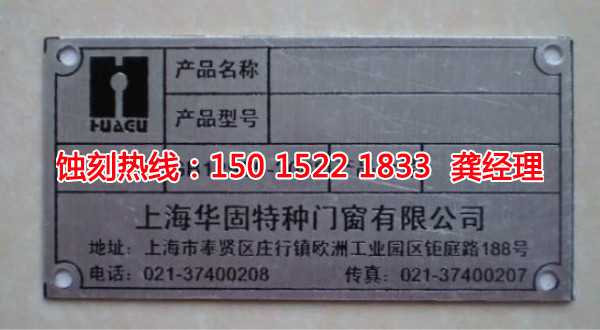 产品名称
HUAGU
产品型号
蚀刻热线：150 1522 1833 龚经理
上海华固特种门窗有限公司
地址：上海市奉贤区庄行镇欧洲工业园区钜庭路188号
电话：021-37400208 传真：021-37400207